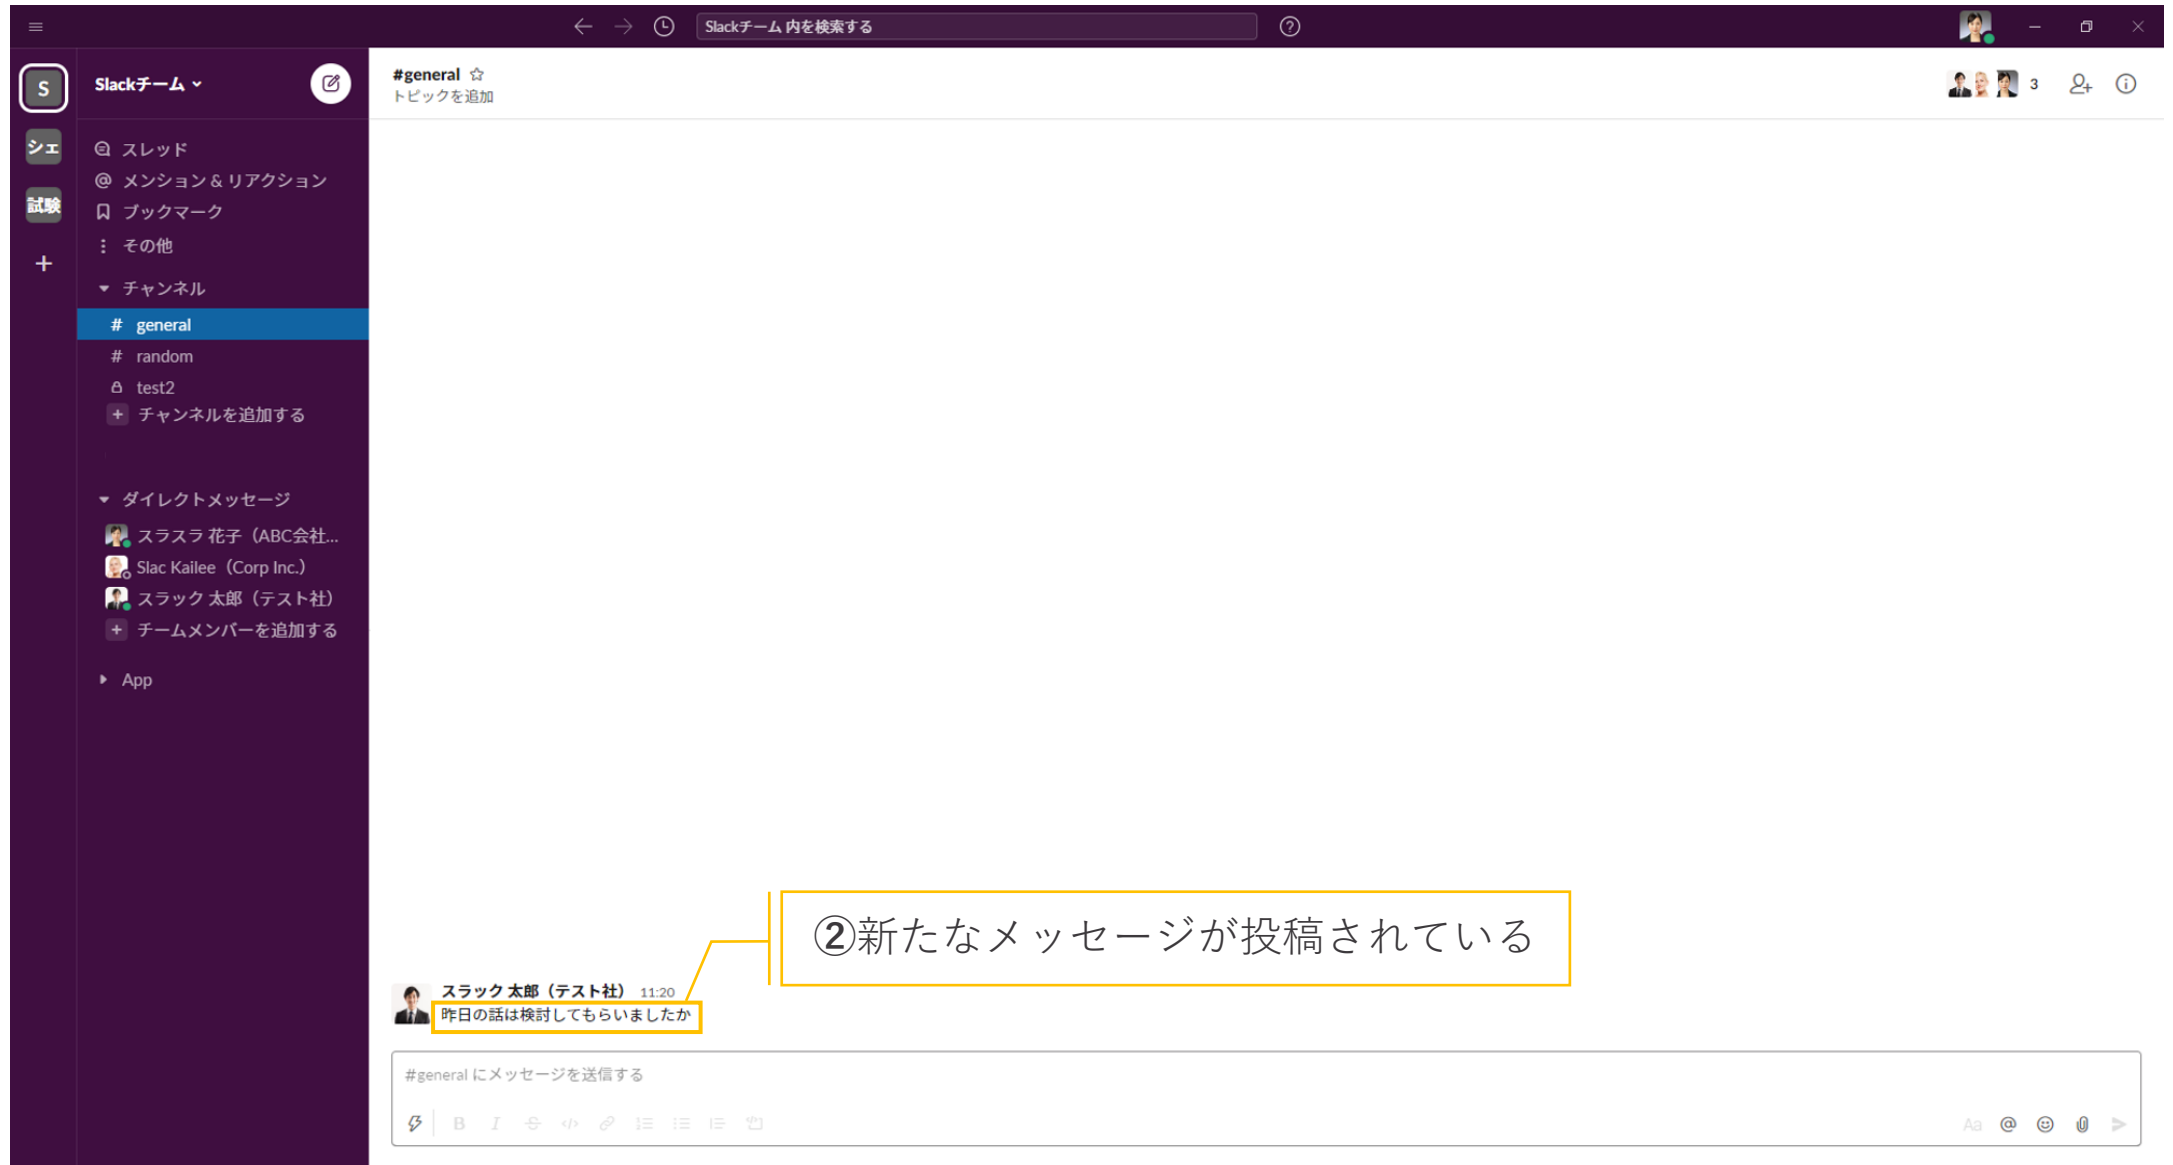 Slackチーム 内を検索する
S
シェ
試験
Slackチーム
スレッド
@ メンション & リアクション
ブックマーク
その他
チャンネル
# general
# random
test2
+ チャンネルを追加する
ダイレクトメッセージ
スラスラ 花子（ABC会社...
Slac Kailee（Corp Inc.）
スラック 太郎（テスト社）
+ チームメンバーを追加する
App
#general
トピックを追加
3
②新たなメッセージが投稿されている
スラック 太郎（テスト社） 11:20
昨日の話は検討してもらいましたか
#general にメッセージを送信する
B I S </>
Aa @